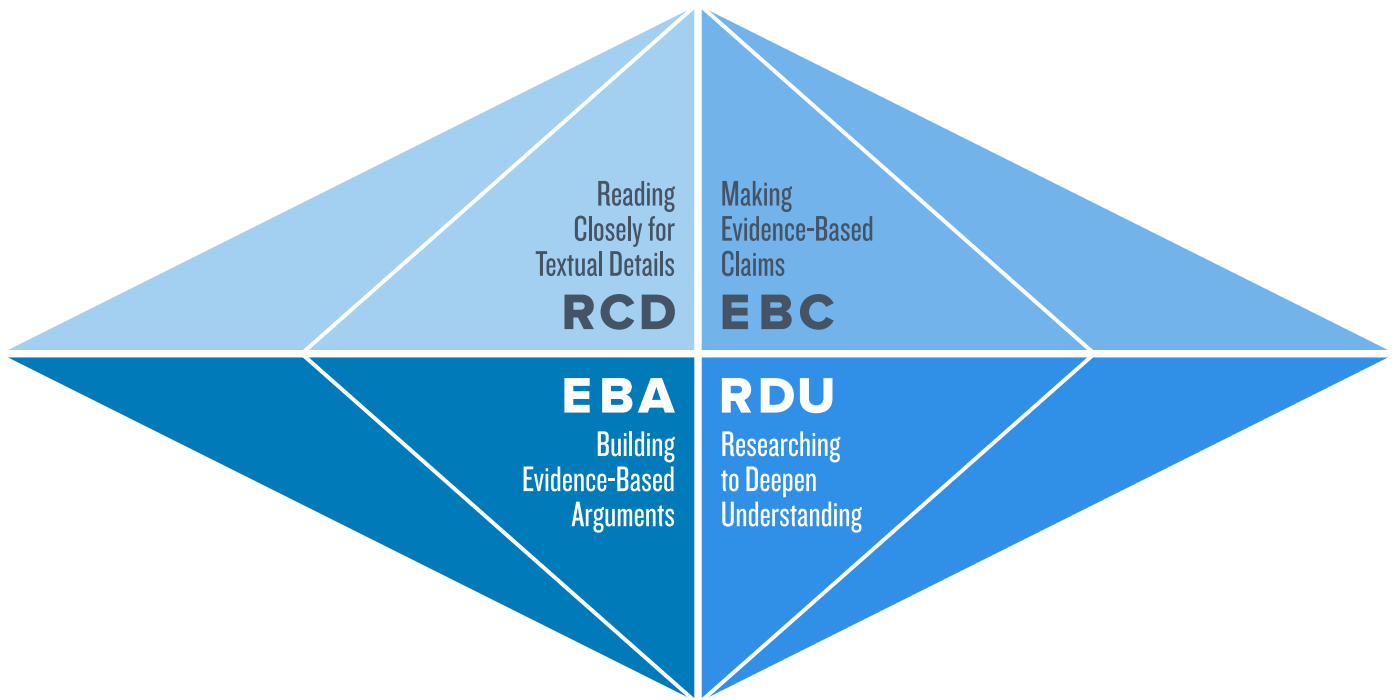 Reading
Closely for
Textual Details
RCD
Making
Evidence-Based
Claims
EBC
EBA
Building
Evidence-Based
Arguments
RDU
Researching
to Deepen
Understanding